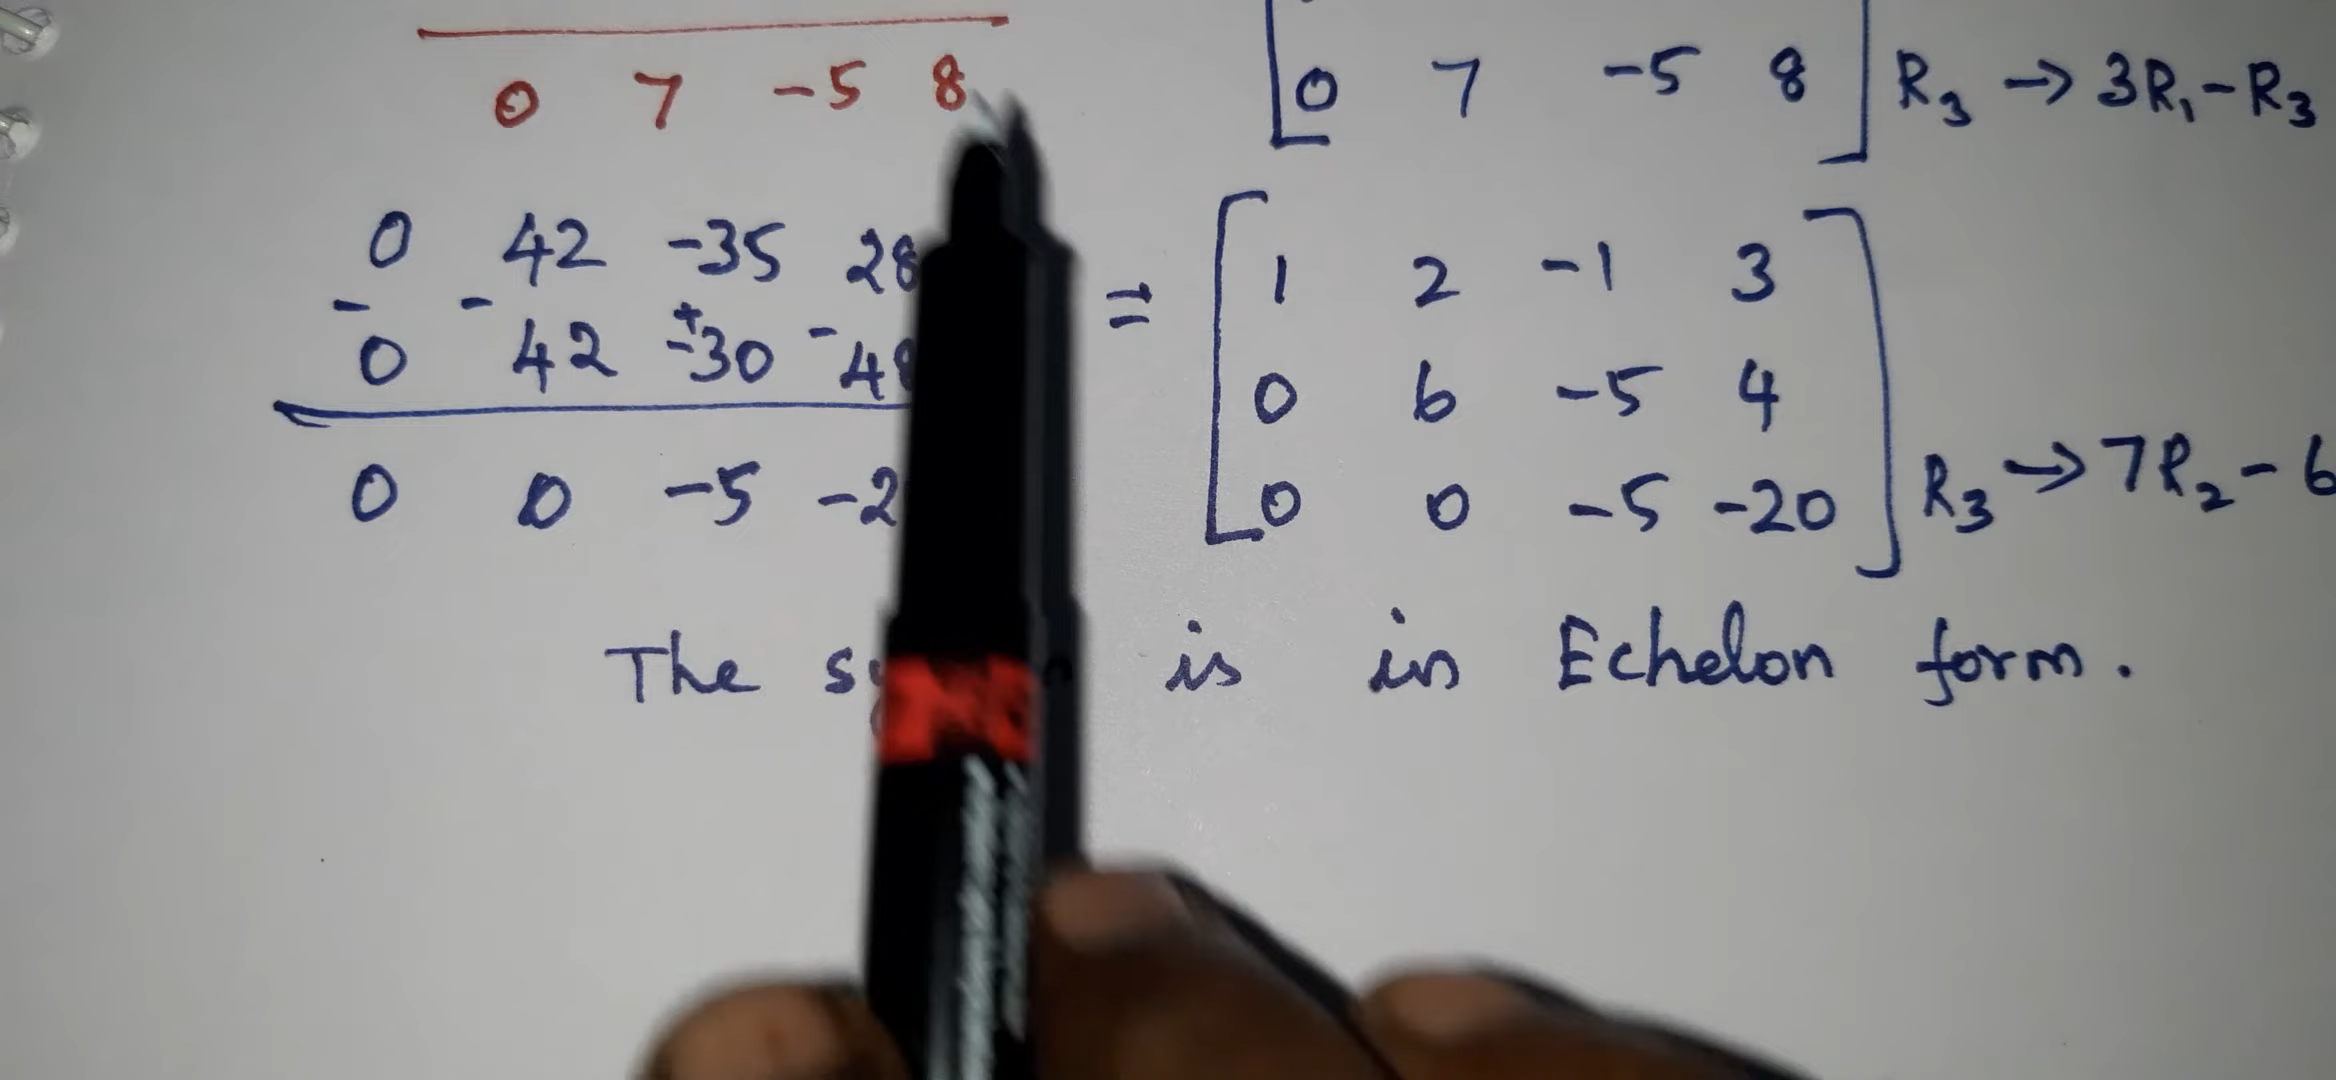 0 7 -5 8
0 7 -5 8 R₃ → 3R₁ - R₃
0 42 -35 28
- - + -
0 42 -30 48
0 0 -5 -2
= 1 2 -1 3
0 6 -5 4
0 0 -5 -20 R₃ → 7R₂ - 6
The is in Echelon form.